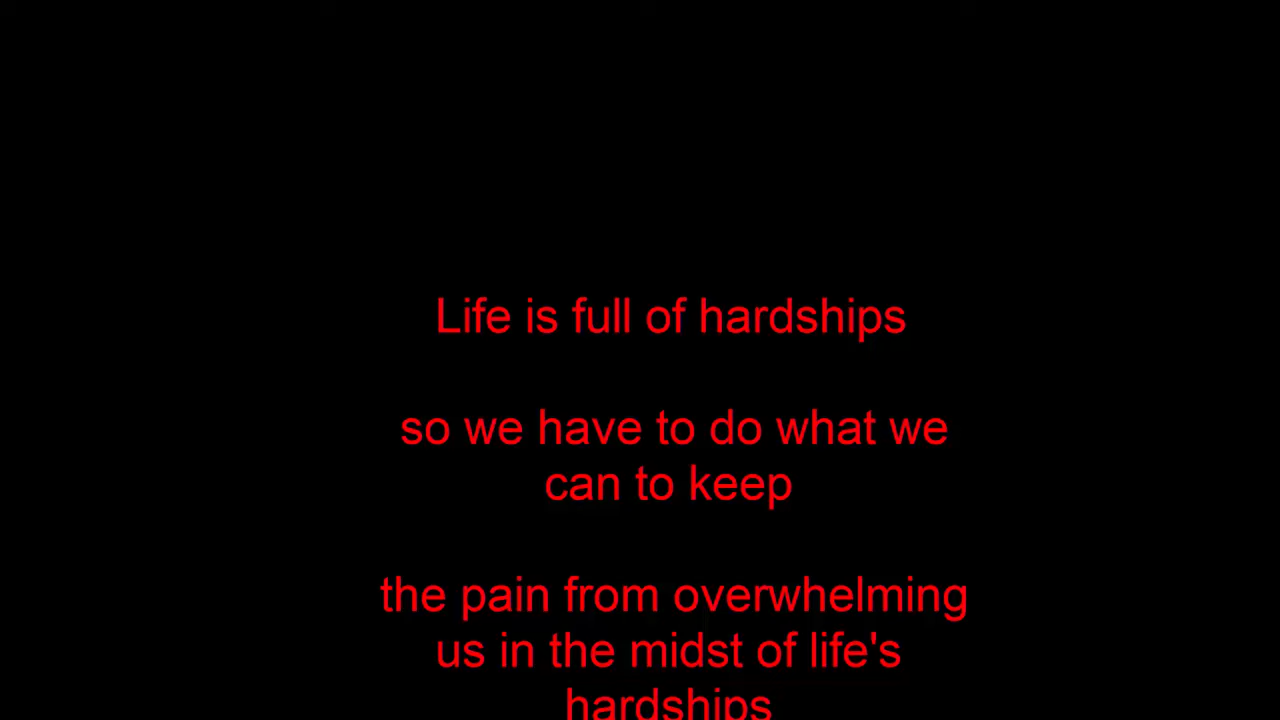 Life is full of hardships
so we have to do what we
can to keep
the pain from overwhelming
us in the midst of life's
hardships